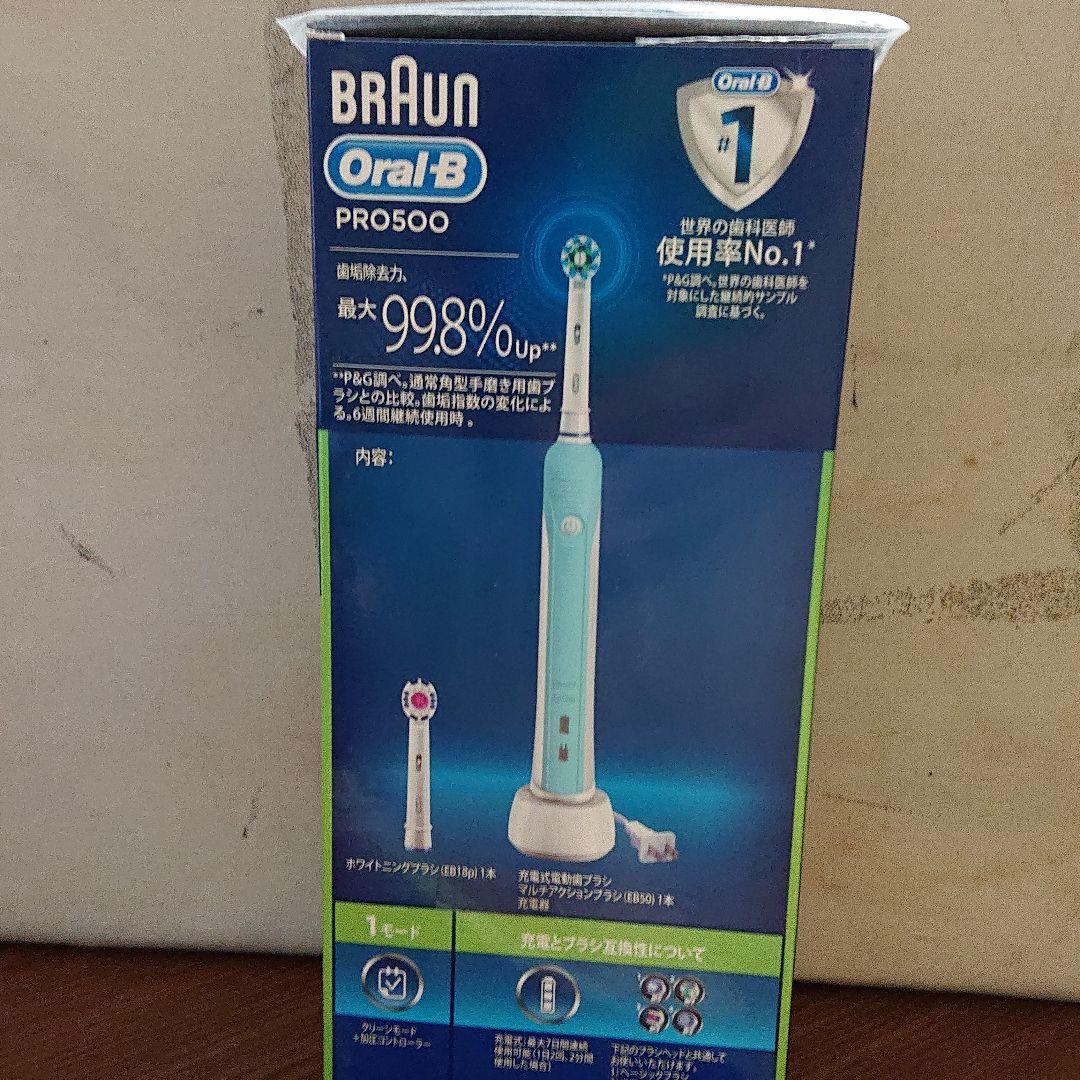 BRAUN
Oral-B
PRO500
歯垢除去力、
最大99.8%Up**
**P&G調べ。通常角型手磨き用歯ブ
ラシとの比較。歯垢指数の変化によ
る。6週間継続使用時。
Oral-B
#1
世界の歯科医師
使用率No.1*
*P&G調べ。世界の歯科医師を
対象にした継続的サンプル
調査に基づく。
内容:
ホワイトニングブラシ(EB18p) 1本
充電式電動歯ブラシ
マルチアクションブラシ(EB50) 1本
充電器
1モード
クリーンモード
+加圧コントローラー
充電とブラシ互換性について
充電式:最大7日間連続
使用可能(1日2回、2分間
使用した場合)
下記のブラシヘッドと共通して
お使いいただけます。
1)ベーシックブラシ